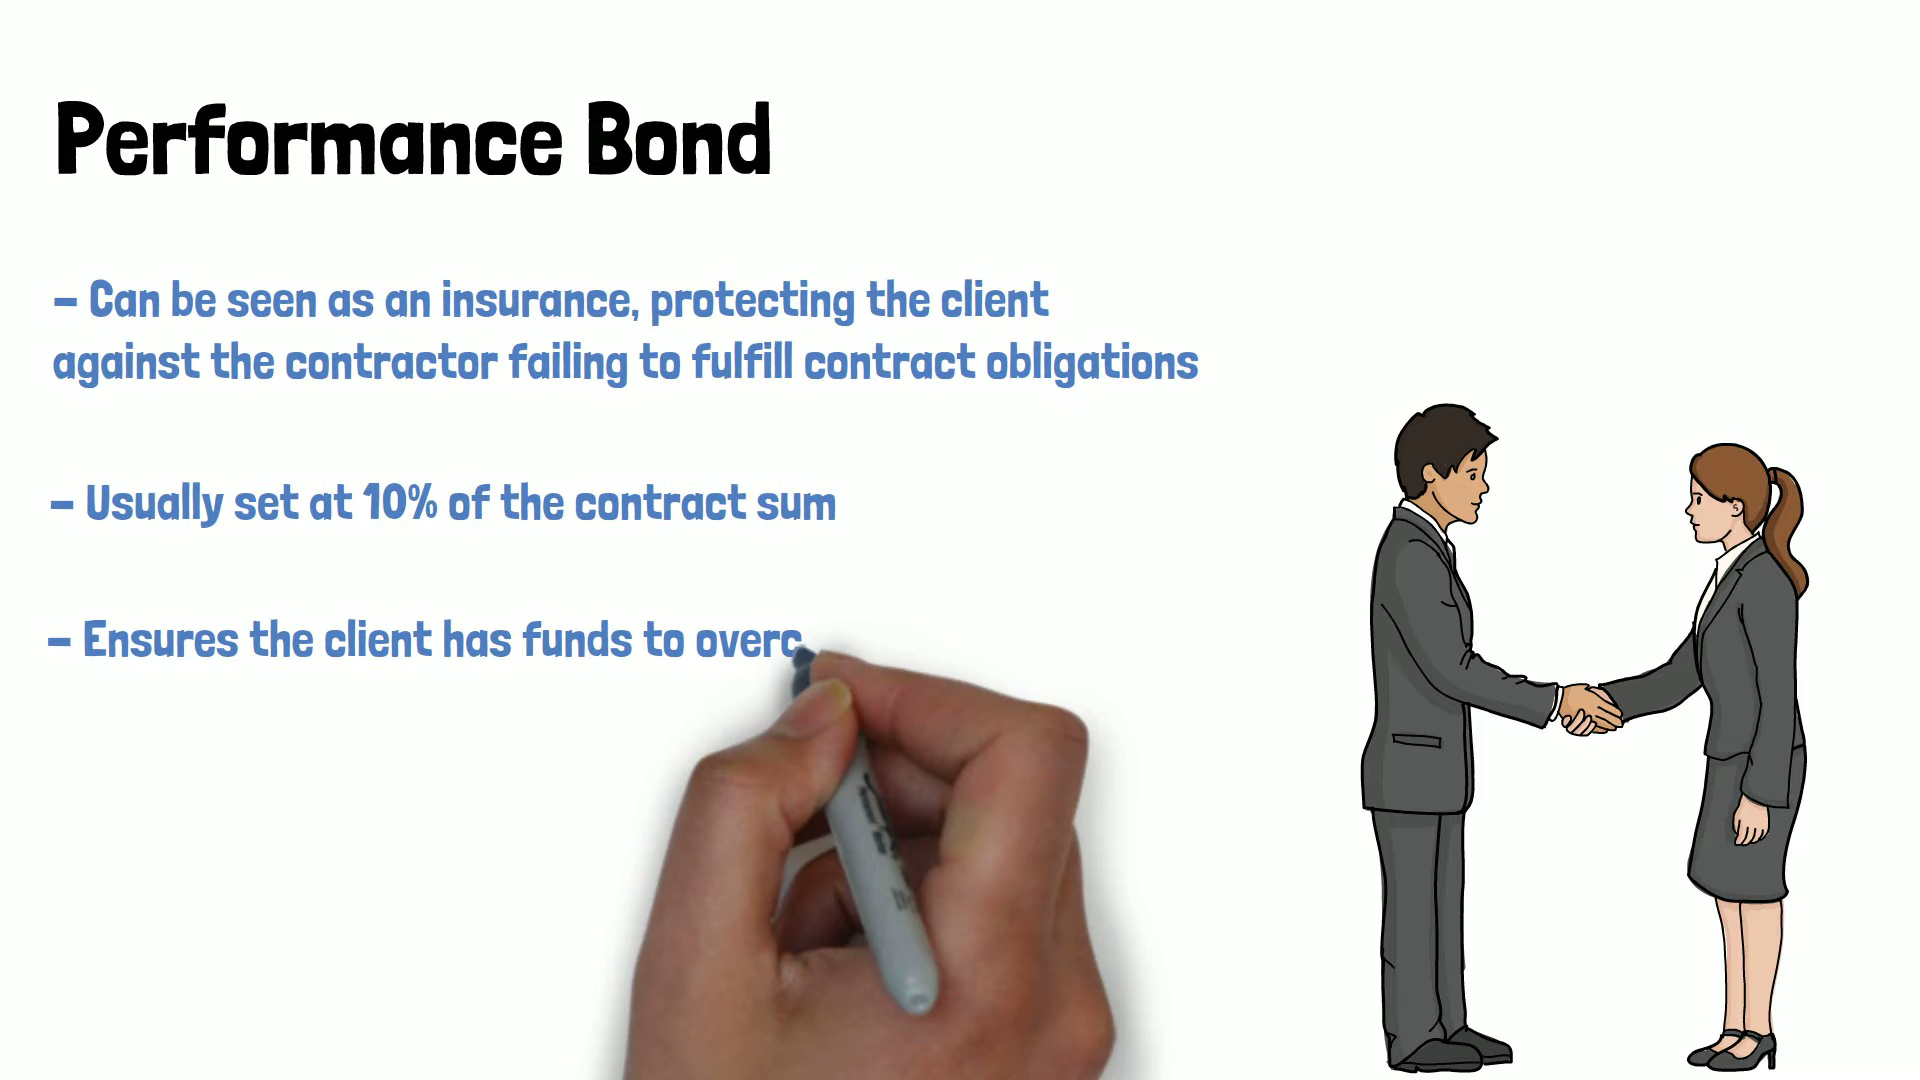 Performance Bond
- Can be seen as an insurance, protecting the client
against the contractor failing to fulfill contract obligations
- Usually set at 10% of the contract sum
- Ensures the client has funds to overc